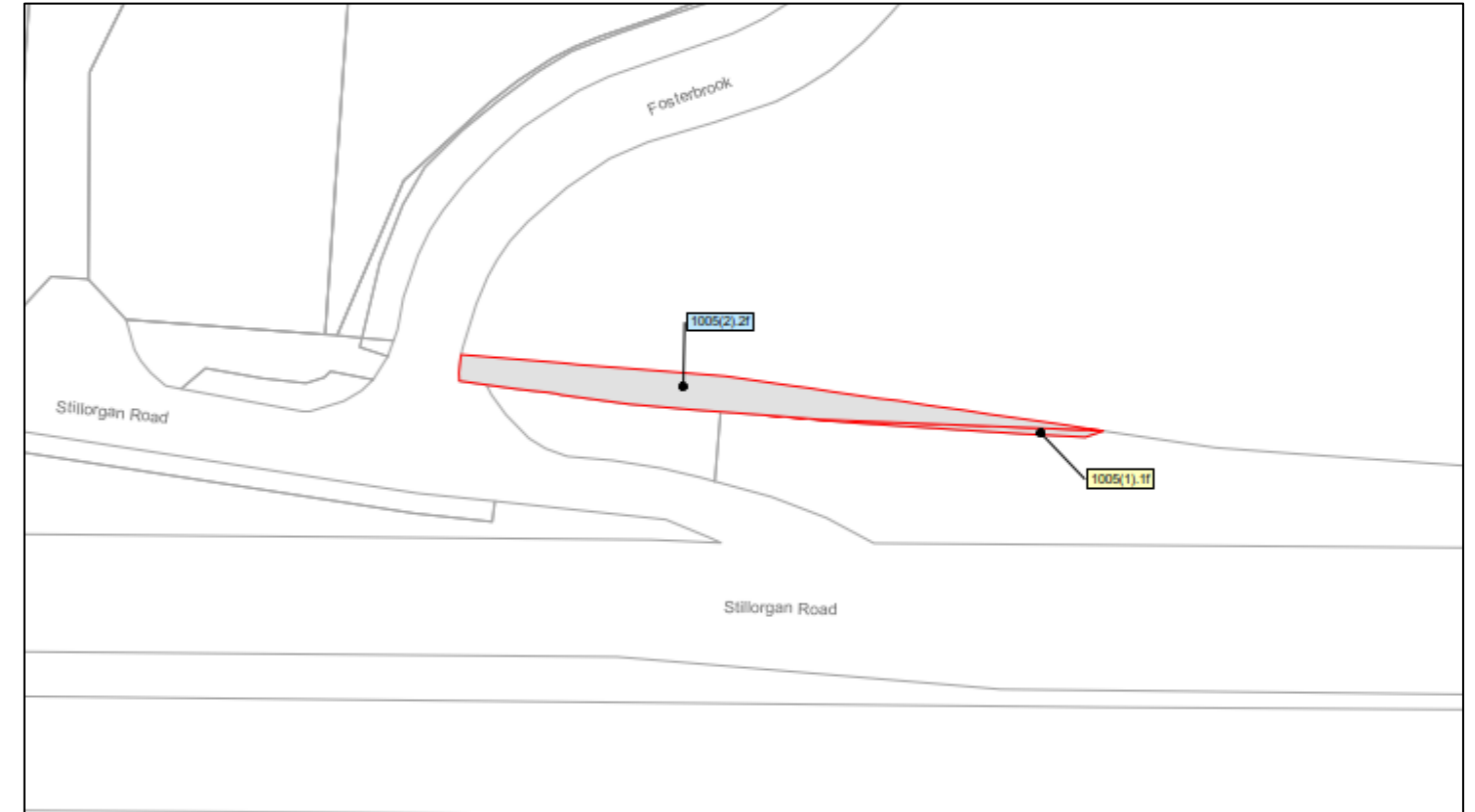 Fosterbrook
1005(2).2f
Stillorgan Road
1005(1).1f
Stillorgan Road